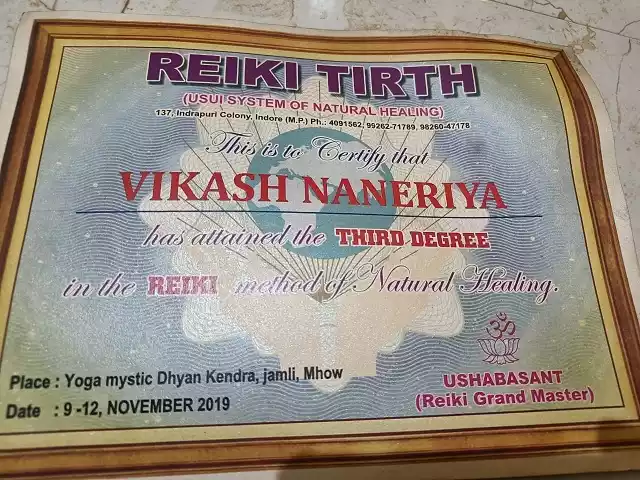 REIKI TIRTH
(USUI SYSTEM OF NATURAL HEALING)
137, Indrapuri Colony, Indore (M.P.) Ph.: 4091562, 99262-71789, 98260-47178
This is to Certify that
VIKASH NANERIYA
has attained the THIRD DEGREE
in the REIKI method of Natural Healing.
ॐ
Place : Yoga mystic Dhyan Kendra, jamli, Mhow
USHABASANT
Date : 9 -12, NOVEMBER 2019
(Reiki Grand Master)